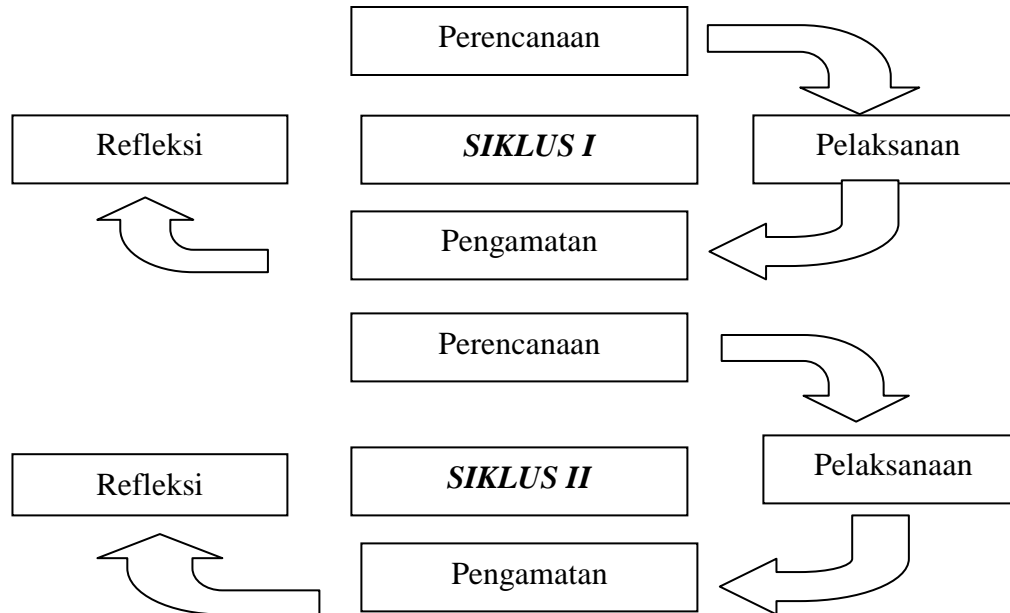 Perencanaan
Refleksi
SIKLUS I
Pelaksanan
Pengamatan
Perencanaan
Refleksi
SIKLUS II
Pelaksanaan
Pengamatan